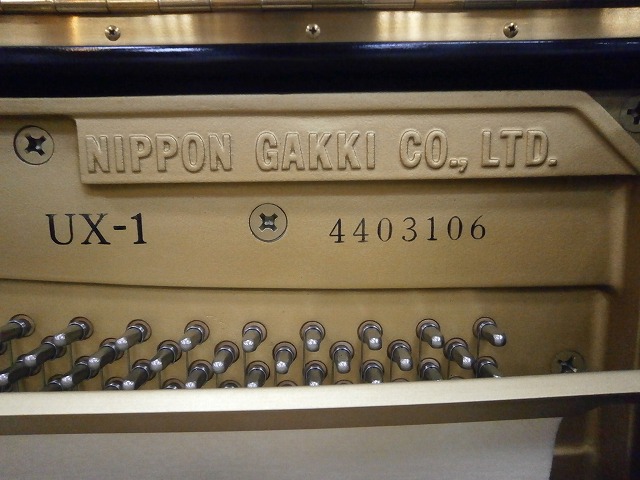 NIPPON GAKKI CO., LTD.
UX-1 4403106